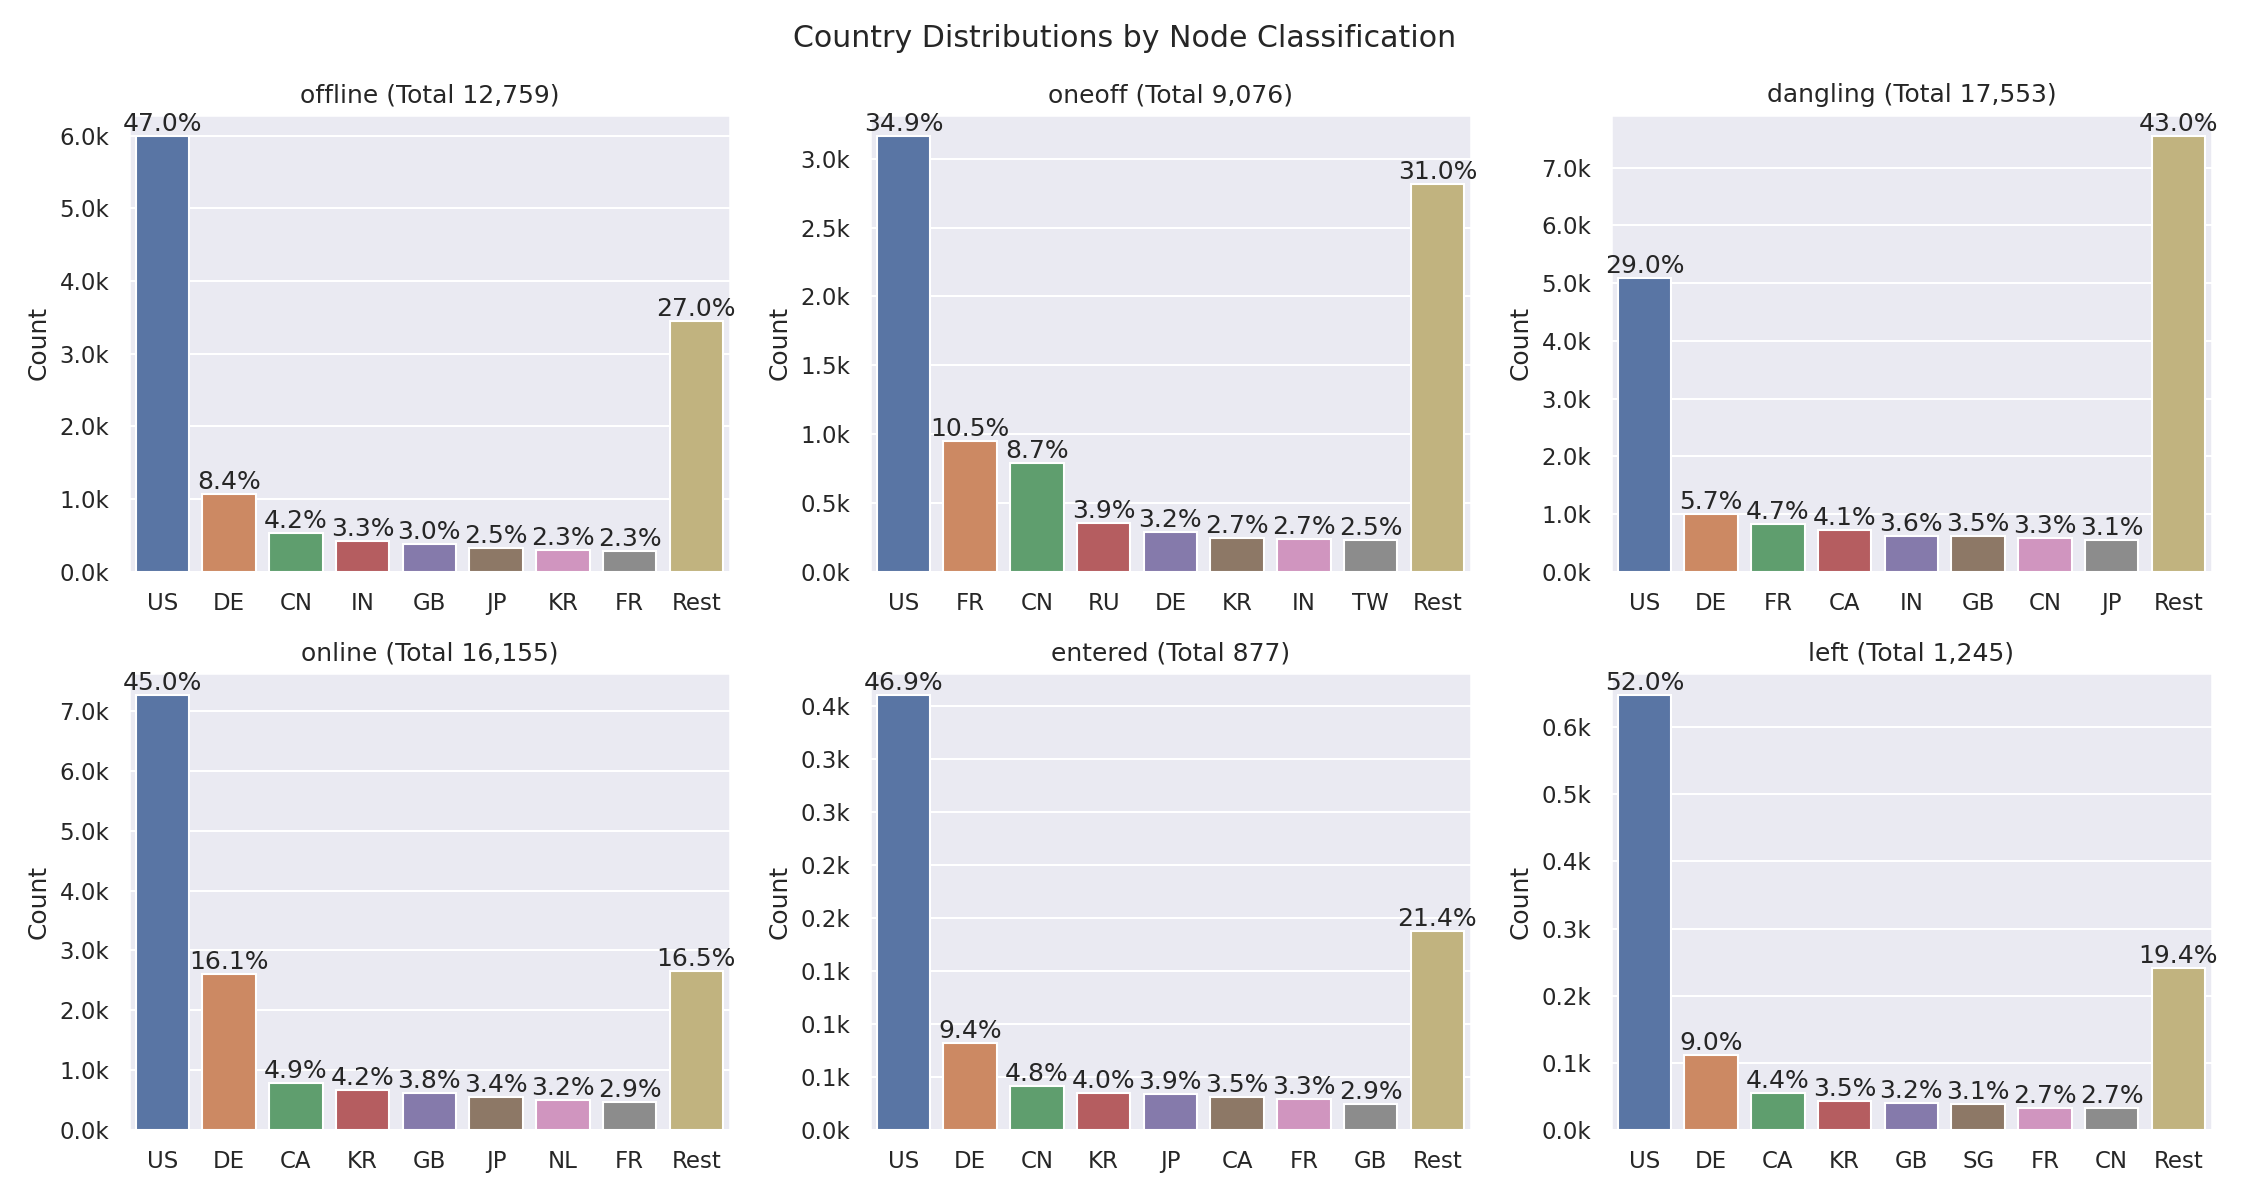 Country Distributions by Node Classification
offline (Total 12,759)
Count
6.0k
5.0k
4.0k
3.0k
2.0k
1.0k
0.0k
47.0%
8.4%
4.2%
3.3%
3.0%
2.5%
2.3%
2.3%
27.0%
US DE CN IN GB JP KR FR Rest
oneoff (Total 9,076)
Count
3.0k
2.5k
2.0k
1.5k
1.0k
0.5k
0.0k
34.9%
10.5%
8.7%
3.9%
3.2%
2.7%
2.7%
2.5%
31.0%
US FR CN RU DE KR IN TW Rest
dangling (Total 17,553)
Count
7.0k
6.0k
5.0k
4.0k
3.0k
2.0k
1.0k
0.0k
29.0%
5.7%
4.7%
4.1%
3.6%
3.5%
3.3%
3.1%
43.0%
US DE FR CA IN GB CN JP Rest
online (Total 16,155)
Count
7.0k
6.0k
5.0k
4.0k
3.0k
2.0k
1.0k
0.0k
45.0%
16.1%
4.9%
4.2%
3.8%
3.4%
3.2%
2.9%
16.5%
US DE CA KR GB JP NL FR Rest
entered (Total 877)
Count
0.4k
0.3k
0.3k
0.2k
0.2k
0.1k
0.1k
0.1k
0.0k
46.9%
9.4%
4.8%
4.0%
3.9%
3.5%
3.3%
2.9%
21.4%
US DE CN KR JP CA FR GB Rest
left (Total 1,245)
Count
0.6k
0.5k
0.4k
0.3k
0.2k
0.1k
0.0k
52.0%
9.0%
4.4%
3.5%
3.2%
3.1%
2.7%
2.7%
19.4%
US DE CA KR GB SG FR CN Rest